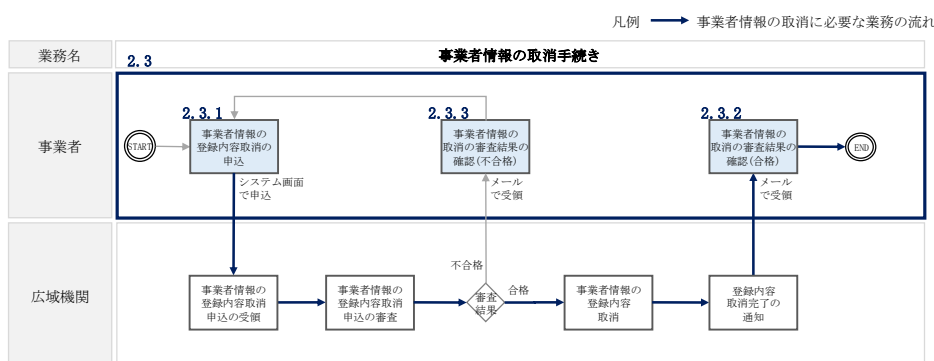 凡例
事業者情報の取消に必要な業務の流れ
業務名
2.3
事業者情報の取消手続き
事業者
START
2.3.1
事業者情報の
登録内容取消の
申込
システム画面
で申込
2.3.3
事業者情報の
取消の審査結果の
確認(不合格)
メール
で受領
2.3.2
事業者情報の
取消の審査結果の
確認(合格)
メール
で受領
END
広域機関
事業者情報の
登録内容取消
申込の受領
事業者情報の
登録内容取消
申込の審査
不合格
審査
結果
合格
事業者情報の
登録内容
取消
登録内容
取消完了の
通知